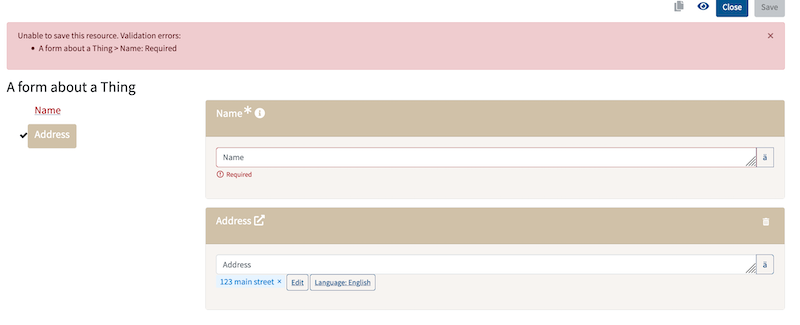 Close
Save
Unable to save this resource. Validation errors:
A form about a Thing > Name: Required
×
A form about a Thing
Name
Address
Name *
Name
ä
Required
Address
Address
ä
123 main street ×
Edit
Language: English